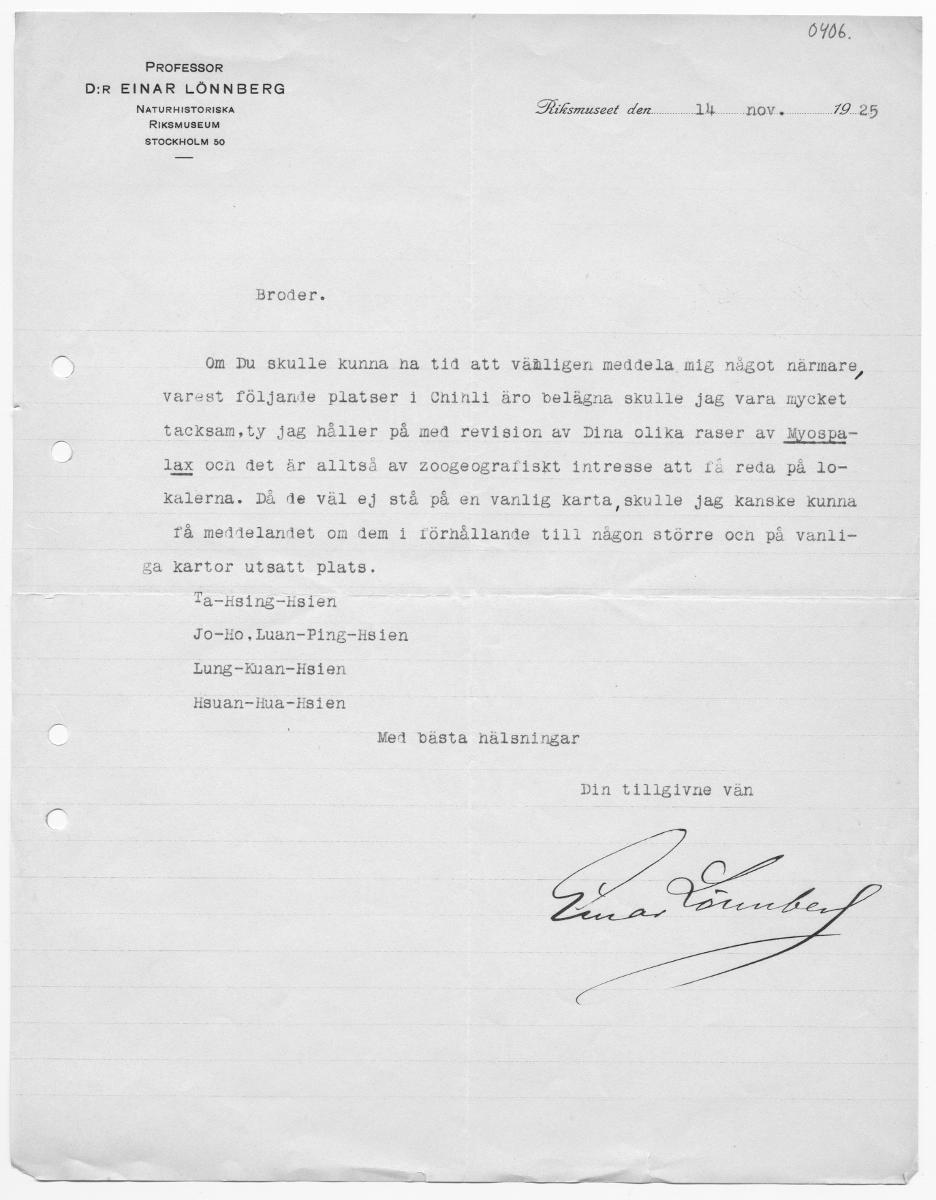 0406.
PROFESSOR
D:R EINAR LÖNNBERG
NATURHISTORISKA
RIKSMUSEUM
STOCKHOLM 50
Riksmuseet den 14 nov. 1925
Broder.
Om Du skulle kunna ha tid att vänligen meddela mig något närmare,
varest följande platser i Chihli äro belägna skulle jag vara mycket
tacksam, ty jag håller på med revision av Dina olika raser av Myospa-
lax och det är alltså av zoogeografiskt intresse att få reda på lo-
kalerna. Då de väl ej stå på en vanlig karta, skulle jag kanske kunna
få meddelandet om dem i förhållande till någon större och på vanli-
ga kartor utsatt plats.
Ta-Hsing-Hsien
Jo-Ho, Luan-Ping-Hsien
Lung-Kuan-Hsien
Hsuan-Hua-Hsien
Med bästa hälsningar
Din tillgivne vän
Einar Lönnberg